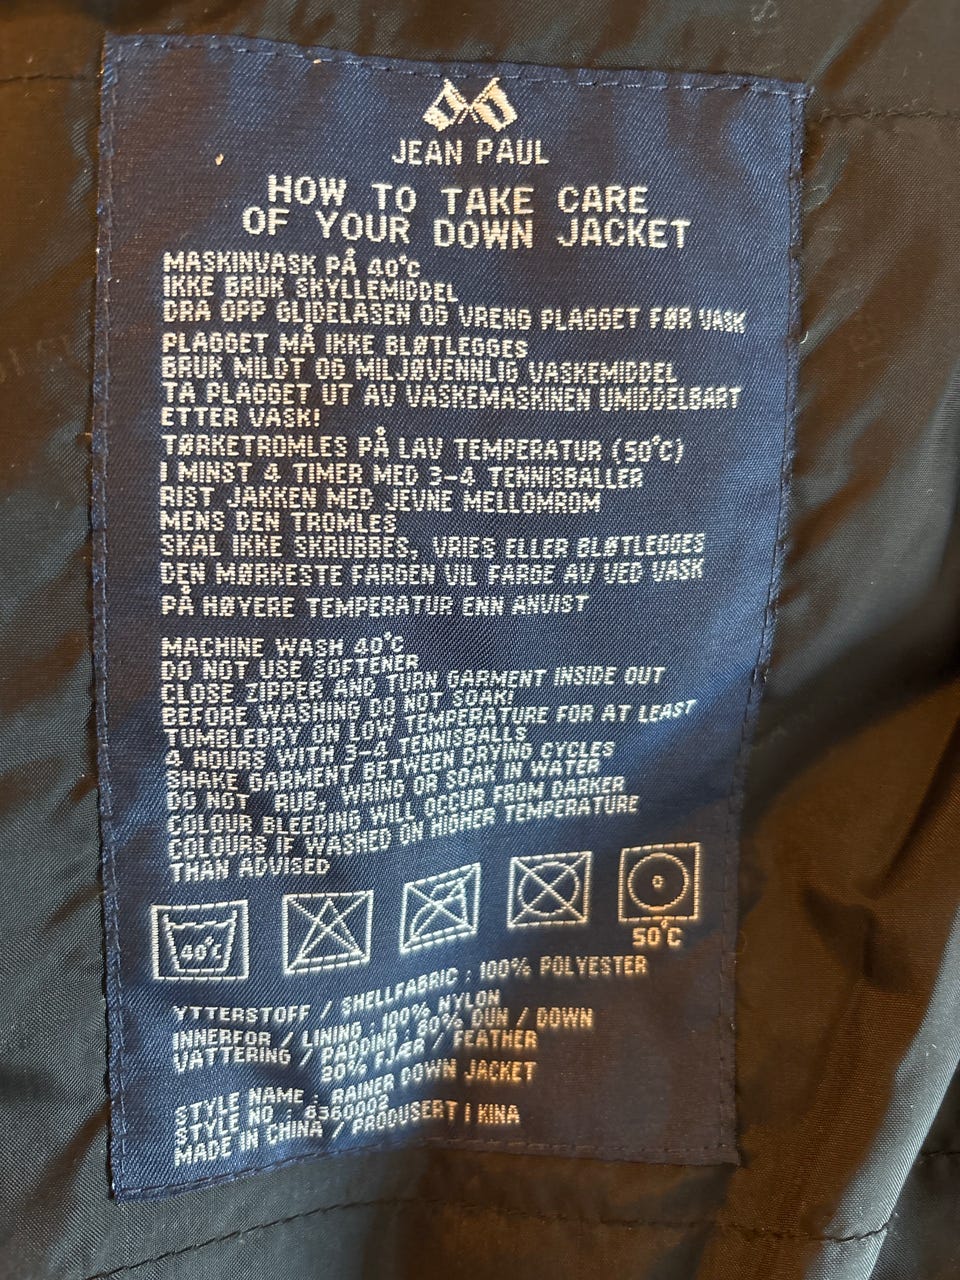 JEAN PAUL
HOW TO TAKE CARE
OF YOUR DOWN JACKET
MASKINVASK PÅ 40°C
IKKE BRUK SKYLLEMIDDEL
DRA OPP GLIDELÅSEN OG VRENG PLAGGET FØR VASK
PLAGGET MÅ IKKE BLØTLEGGES
BRUK MILDT OG MILJØVENNLIG VASKEMIDDEL
TA PLAGGET UT AV VASKEMASKINEN UMIDDELBART
ETTER VASK!
TØRKETROMLES PÅ LAV TEMPERATUR (50°C)
I MINST 4 TIMER MED 3-4 TENNISBALLER
RIST JAKKEN MED JEVNE MELLOMROM
MENS DEN TROMLES
SKAL IKKE SKRUBBES, VRIES ELLER BLØTLEGGES
DEN MØRKESTE FARGEN VIL FARGE AV VED VASK
PÅ HØYERE TEMPERATUR ENN ANVIST
MACHINE WASH 40°C
DO NOT USE SOFTENER
CLOSE ZIPPER AND TURN GARMENT INSIDE OUT
BEFORE WASHING DO NOT SOAK!
TUMBLEDRY ON LOW TEMPERATURE FOR AT LEAST
4 HOURS WITH 3-4 TENNISBALLS
SHAKE GARMENT BETWEEN DRYING CYCLES
DO NOT RUB, WRING OR SOAK IN WATER
COLOUR BLEEDING WILL OCCUR FROM DARKER
COLOURS IF WASHED ON HIGHER TEMPERATURE
THAN ADVISED
40°C
50°C
YTTERSTOFF / SHELLFABRIC : 100% POLYESTER
INNERFOR / LINING : 100% NYLON
VATTERING / PADDING : 80% DUN / DOWN
20% FJÆR / FEATHER
STYLE NAME : RAINER DOWN JACKET
STYLE NO : 6360002
MADE IN CHINA / PRODUSERT I KINA